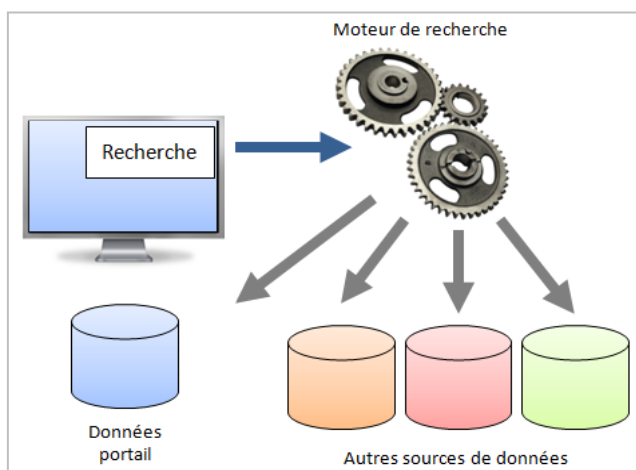 Moteur de recherche
Recherche
Données
portail
Autres sources de données